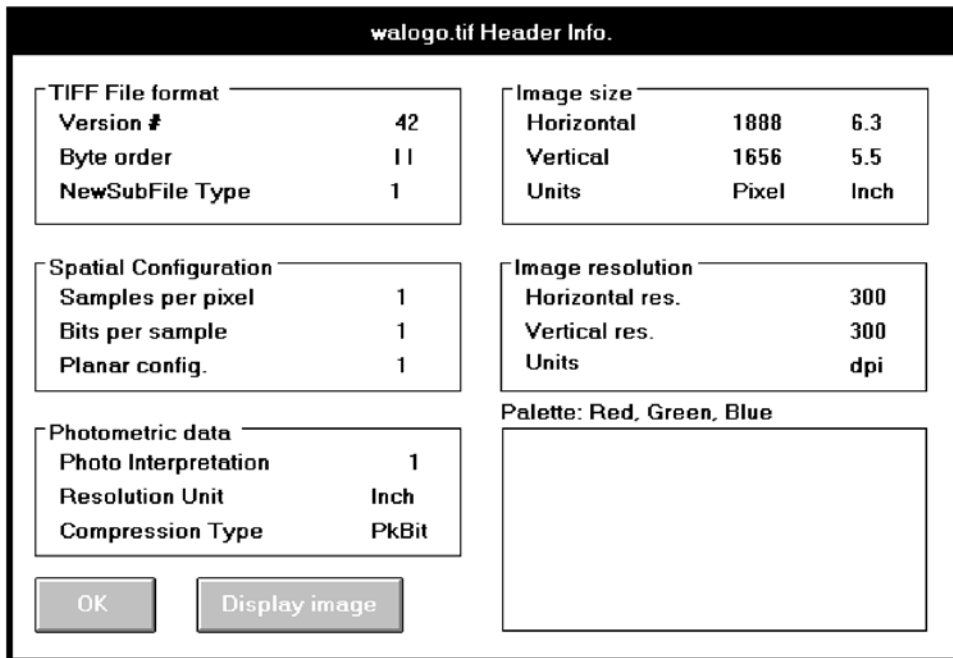 walogo.tif Header Info.
TIFF File format
Version # 42
Byte order I I
NewSubFile Type 1
Spatial Configuration
Samples per pixel 1
Bits per sample 1
Planar config. 1
Photometric data
Photo Interpretation 1
Resolution Unit Inch
Compression Type PkBit
OK Display image
Image size
Horizontal 1888 6.3
Vertical 1656 5.5
Units Pixel Inch
Image resolution
Horizontal res. 300
Vertical res. 300
Units dpi
Palette: Red, Green, Blue